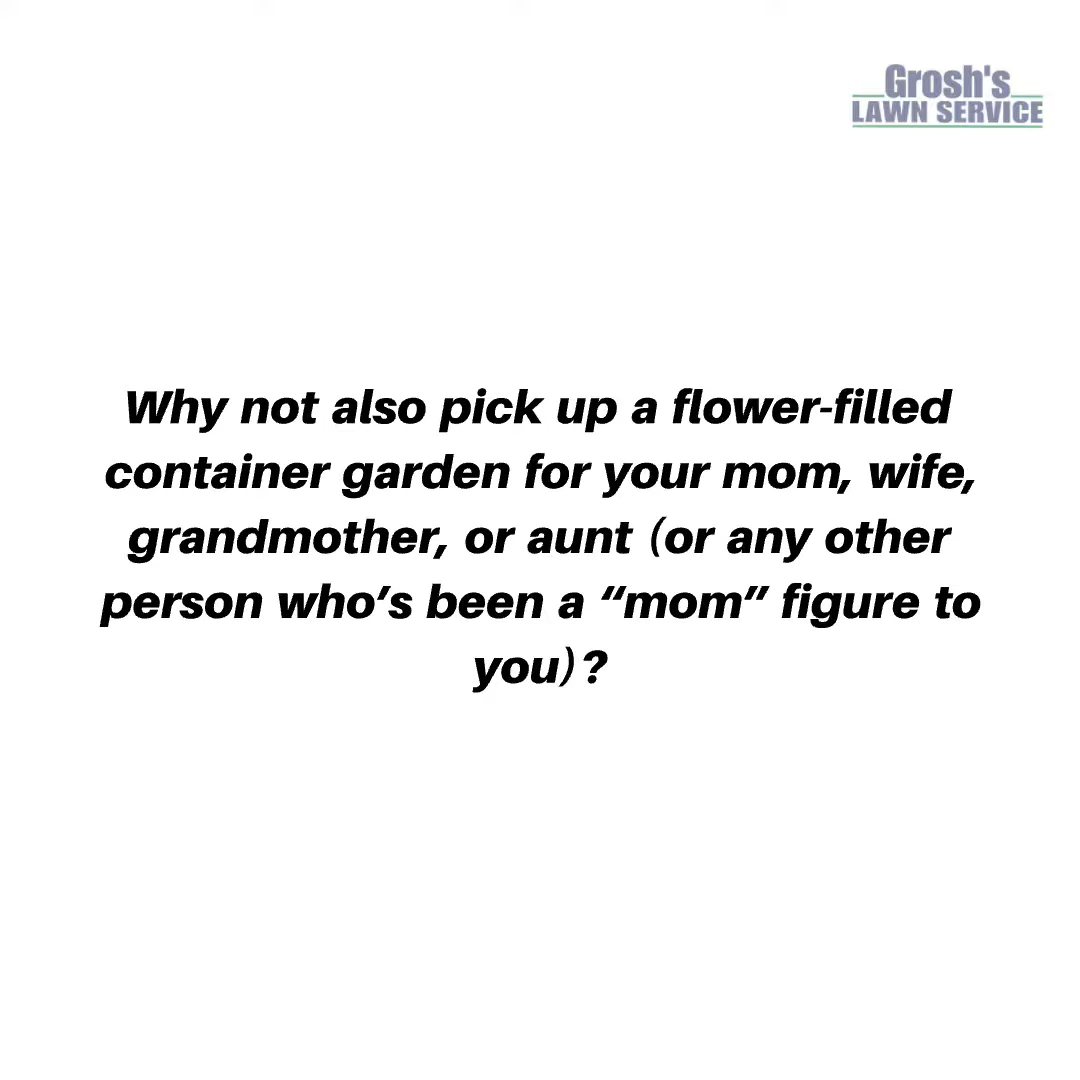 Grosh's
LAWN SERVICE
Why not also pick up a flower-filled
container garden for your mom, wife,
grandmother, or aunt (or any other
person who’s been a “mom” figure to
you)?